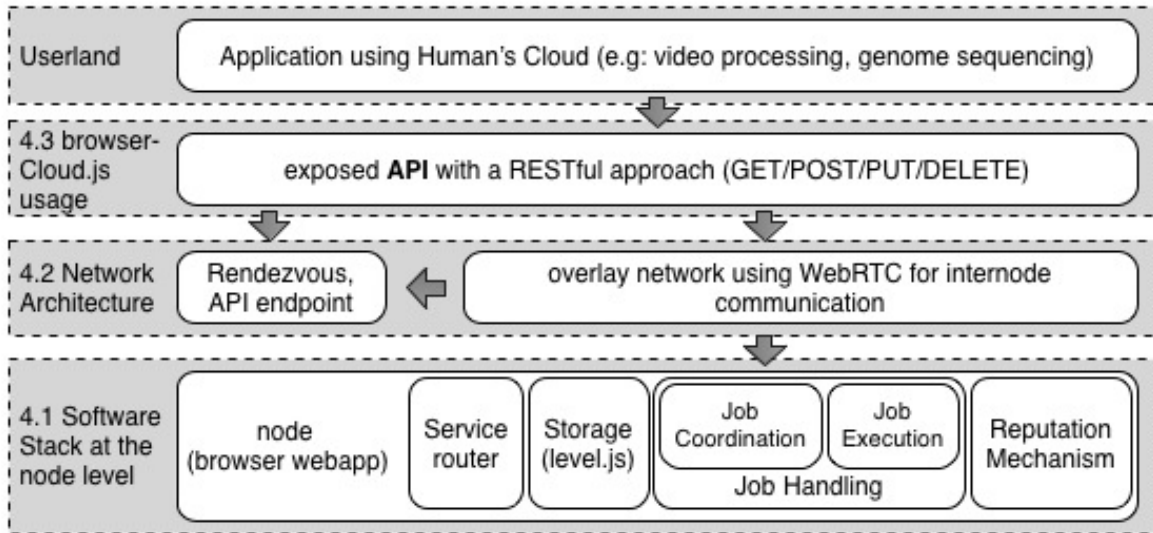 Userland
Application using Human's Cloud (e.g: video processing, genome sequencing)
4.3 browser-
Cloud.js
usage
exposed API with a RESTful approach (GET/POST/PUT/DELETE)
4.2 Network
Architecture
Rendezvous,
API endpoint
overlay network using WebRTC for internode
communication
4.1 Software
Stack at the
node level
node
(browser webapp)
Service
router
Storage
(level.js)
Job
Coordination
Job
Execution
Job Handling
Reputation
Mechanism